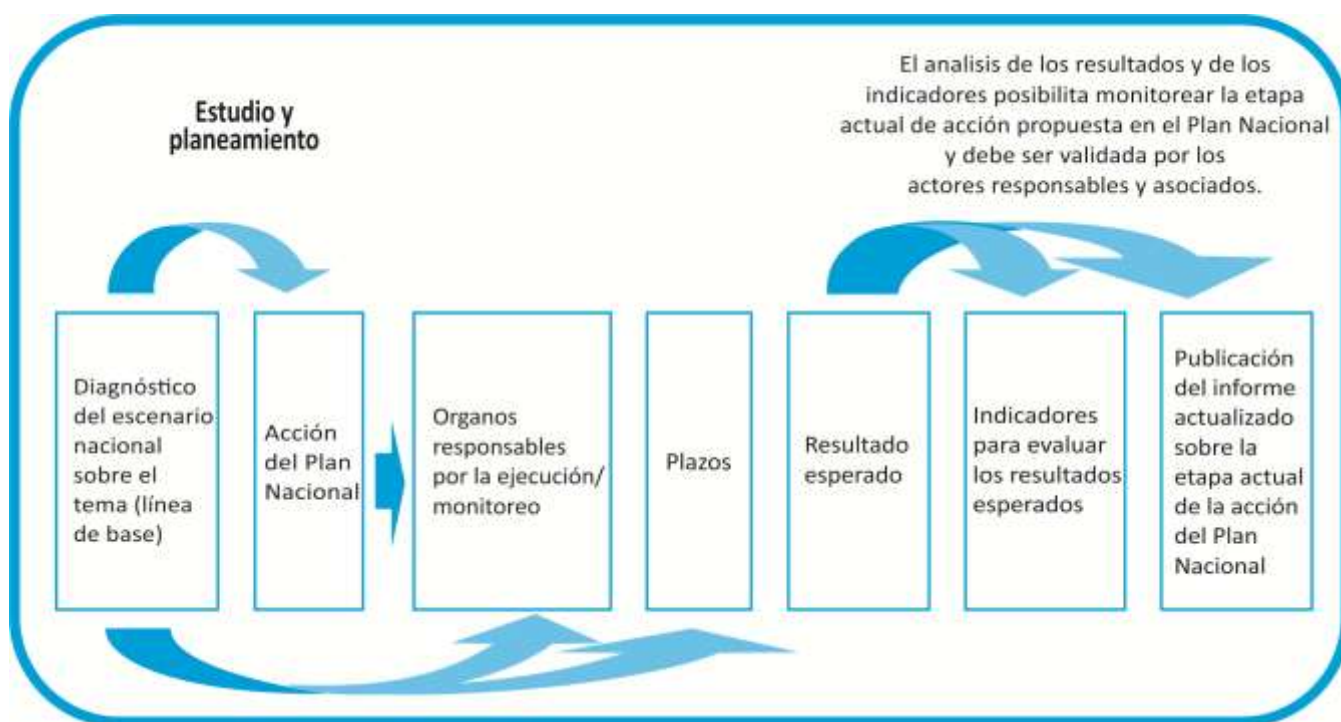 Estudio y
planeamiento
El analisis de los resultados y de los
indicadores posibilita monitorear la etapa
actual de acción propuesta en el Plan Nacional
y debe ser validada por los
actores responsables y asociados.
Diagnóstico
del escenario
nacional
sobre el
tema (línea
de base)
Acción
del Plan
Nacional
Organos
responsables
por la ejecución/
monitoreo
Plazos
Resultado
esperado
Indicadores
para evaluar
los resultados
esperados
Publicación
del informe
actualizado
sobre la
etapa actual
de la acción
del Plan
Nacional